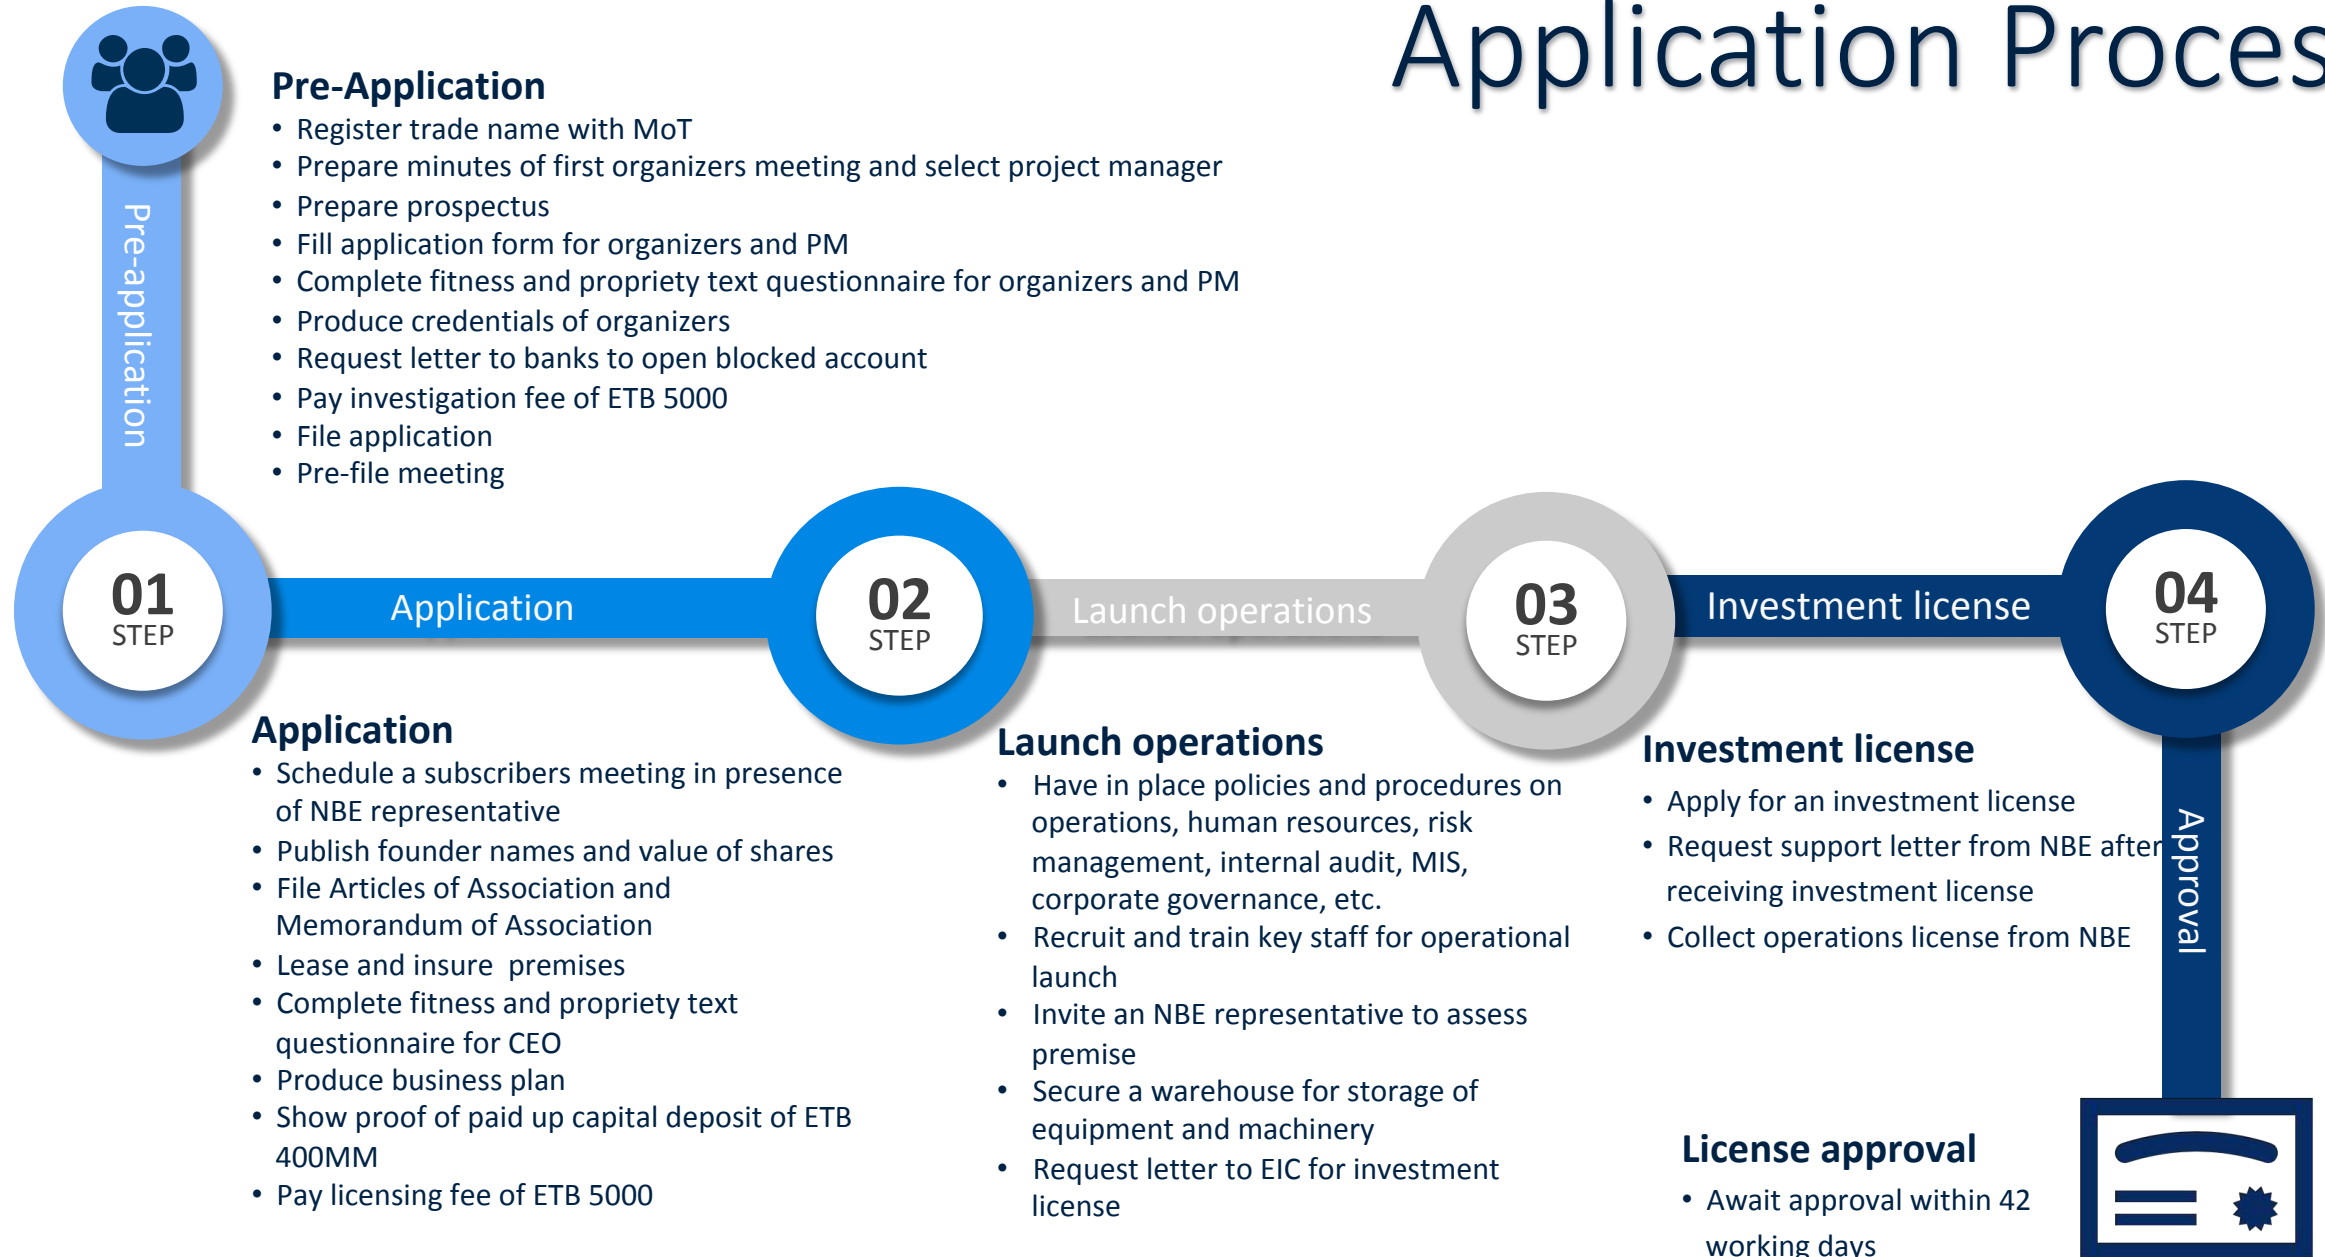 Application Proces
Pre-Application
• Register trade name with MoT
• Prepare minutes of first organizers meeting and select project manager
• Prepare prospectus
• Fill application form for organizers and PM
• Complete fitness and propriety text questionnaire for organizers and PM
• Produce credentials of organizers
• Request letter to banks to open blocked account
• Pay investigation fee of ETB 5000
• File application
• Pre-file meeting
Pre-application
01
STEP
Application
02
STEP
Launch operations
03
STEP
Investment license
04
STEP
Application
• Schedule a subscribers meeting in presence
of NBE representative
• Publish founder names and value of shares
• File Articles of Association and
Memorandum of Association
• Lease and insure  premises
• Complete fitness and propriety text
questionnaire for CEO
• Produce business plan
• Show proof of paid up capital deposit of ETB
400MM
• Pay licensing fee of ETB 5000
Launch operations
• Have in place policies and procedures on
operations, human resources, risk
management, internal audit, MIS,
corporate governance, etc.
• Recruit and train key staff for operational
launch
• Invite an NBE representative to assess
premise
• Secure a warehouse for storage of
equipment and machinery
• Request letter to EIC for investment
license
Investment license
• Apply for an investment license
• Request support letter from NBE after
receiving investment license
• Collect operations license from NBE
Approval
License approval
• Await approval within 42
working days